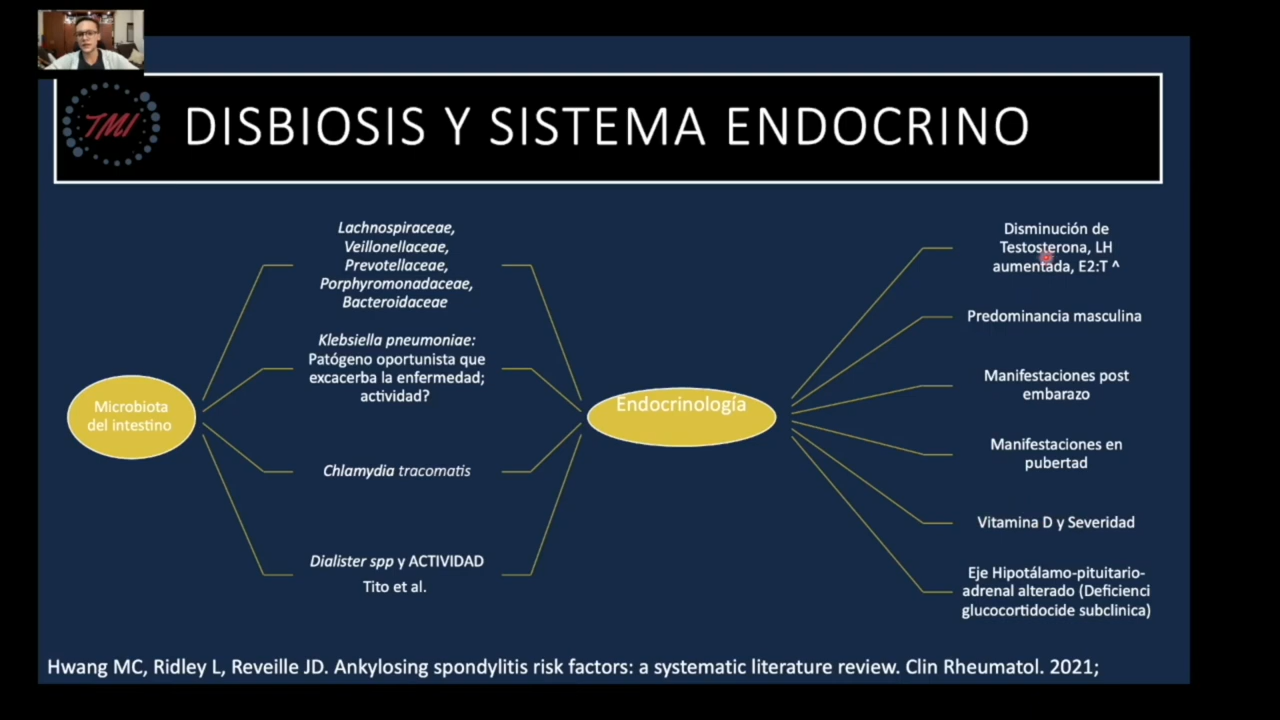 TMI
DISBIOSIS Y SISTEMA ENDOCRINO
Microbiota
del intestino
Lachnospiraceae,
Veillonellaceae,
Prevotellaceae,
Porphyromonadaceae,
Bacteroidaceae
Klebsiella pneumoniae:
Patógeno oportunista que
excacerba la enfermedad;
actividad?
Chlamydia tracomatis
Dialister spp y ACTIVIDAD
Tito et al.
Endocrinología
Disminución de
Testosterona, LH
aumentada, E2:T ^
Predominancia masculina
Manifestaciones post
embarazo
Manifestaciones en
pubertad
Vitamina D y Severidad
Eje Hipotálamo-pituitario-
adrenal alterado (Deficienci
glucocortidocide subclinica)
Hwang MC, Ridley L, Reveille JD. Ankylosing spondylitis risk factors: a systematic literature review. Clin Rheumatol. 2021;